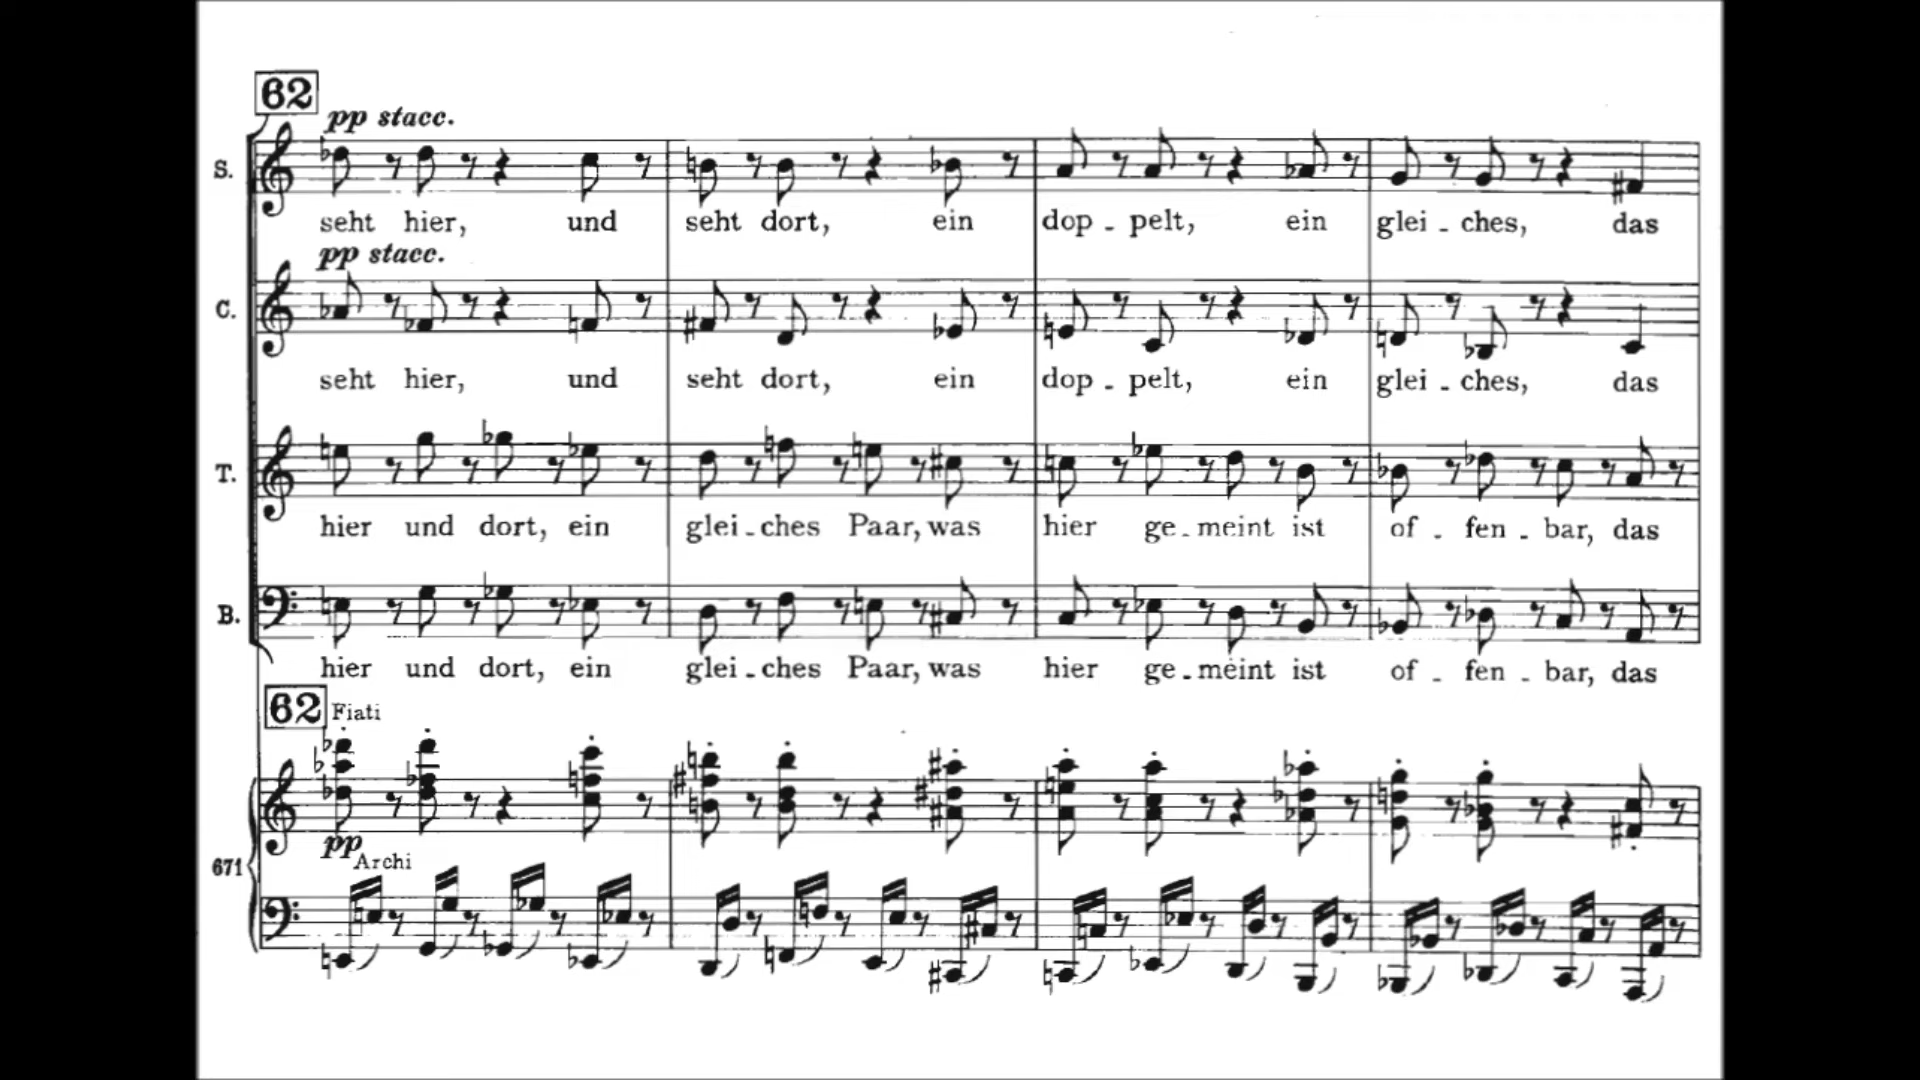 62
pp stacc.
S.
seht hier, und seht dort, ein dop - pelt, ein glei - ches, das
pp stacc.
C.
seht hier, und seht dort, ein dop - pelt, ein glei - ches, das
T.
hier und dort, ein glei - ches Paar, was hier ge - meint ist of - fen - bar, das
B.
hier und dort, ein glei - ches Paar, was hier ge - meint ist of - fen - bar, das
62 Fiati
pp
Archi
671